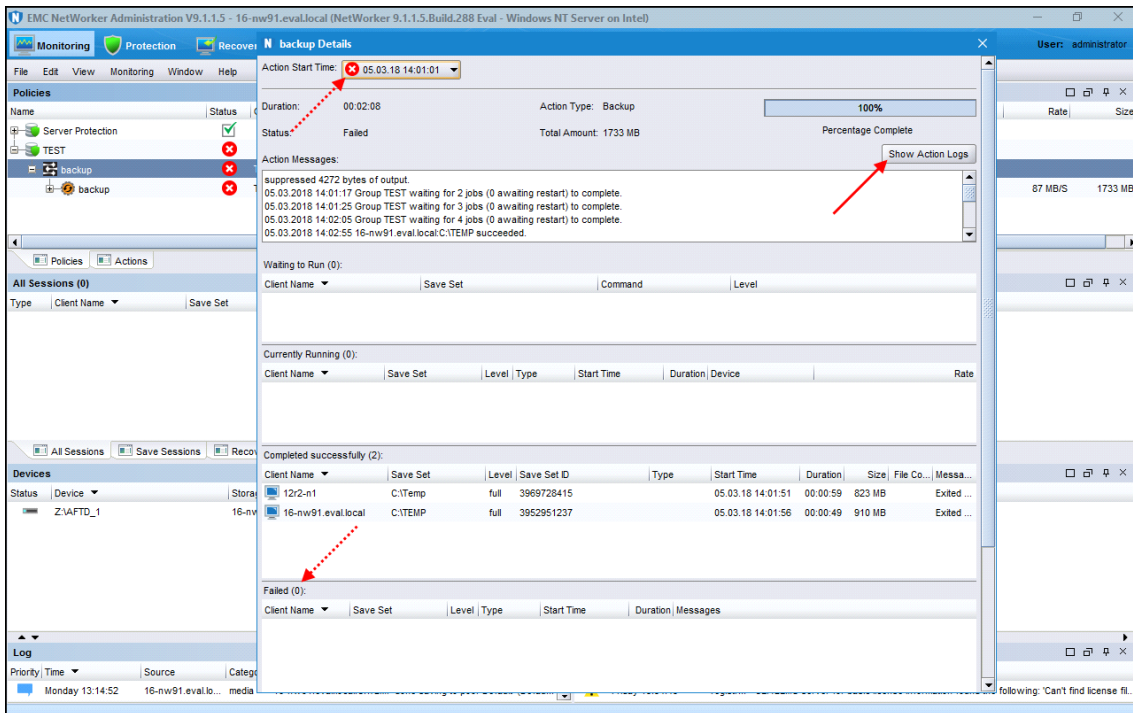 EMC NetWorker Administration V9.1.1.5 - 16-nw91.eval.local (NetWorker 9.1.1.5.Build.288 Eval - Windows NT Server on Intel)
Monitoring Protection Recover User: administrator
File Edit View Monitoring Window Help
Policies
Name Status
Server Protection
TEST
backup
backup
Rate Size
87 MB/S 1733 MB
Policies Actions
All Sessions (0)
Type Client Name Save Set
All Sessions Save Sessions Recov
Devices
Status Device Stora
Z:\AFTD_1 16-nw
Log
Priority Time Source Catego
Monday 13:14:52 16-nw91.eval.lo... media
following: 'Can't find license fil...
backup Details
Action Start Time: 05.03.18 14:01:01
Duration: 00:02:08 Action Type: Backup 100%
Status: Failed Total Amount: 1733 MB Percentage Complete
Show Action Logs
Action Messages:
suppressed 4272 bytes of output.
05.03.2018 14:01:17 Group TEST waiting for 2 jobs (0 awaiting restart) to complete.
05.03.2018 14:01:25 Group TEST waiting for 3 jobs (0 awaiting restart) to complete.
05.03.2018 14:02:05 Group TEST waiting for 4 jobs (0 awaiting restart) to complete.
05.03.2018 14:02:55 16-nw91.eval.local:C:\TEMP succeeded.
Waiting to Run (0):
Client Name Save Set Command Level
Currently Running (0):
Client Name Save Set Level Type Start Time Duration Device Rate
Completed successfully (2):
Client Name Save Set Level Save Set ID Type Start Time Duration Size File Co... Messa...
12r2-n1 C:\Temp full 3969728415 05.03.18 14:01:51 00:00:59 823 MB Exited ...
16-nw91.eval.local C:\TEMP full 3952951237 05.03.18 14:01:56 00:00:49 910 MB Exited ...
Failed (0):
Client Name Save Set Level Type Start Time Duration Messages